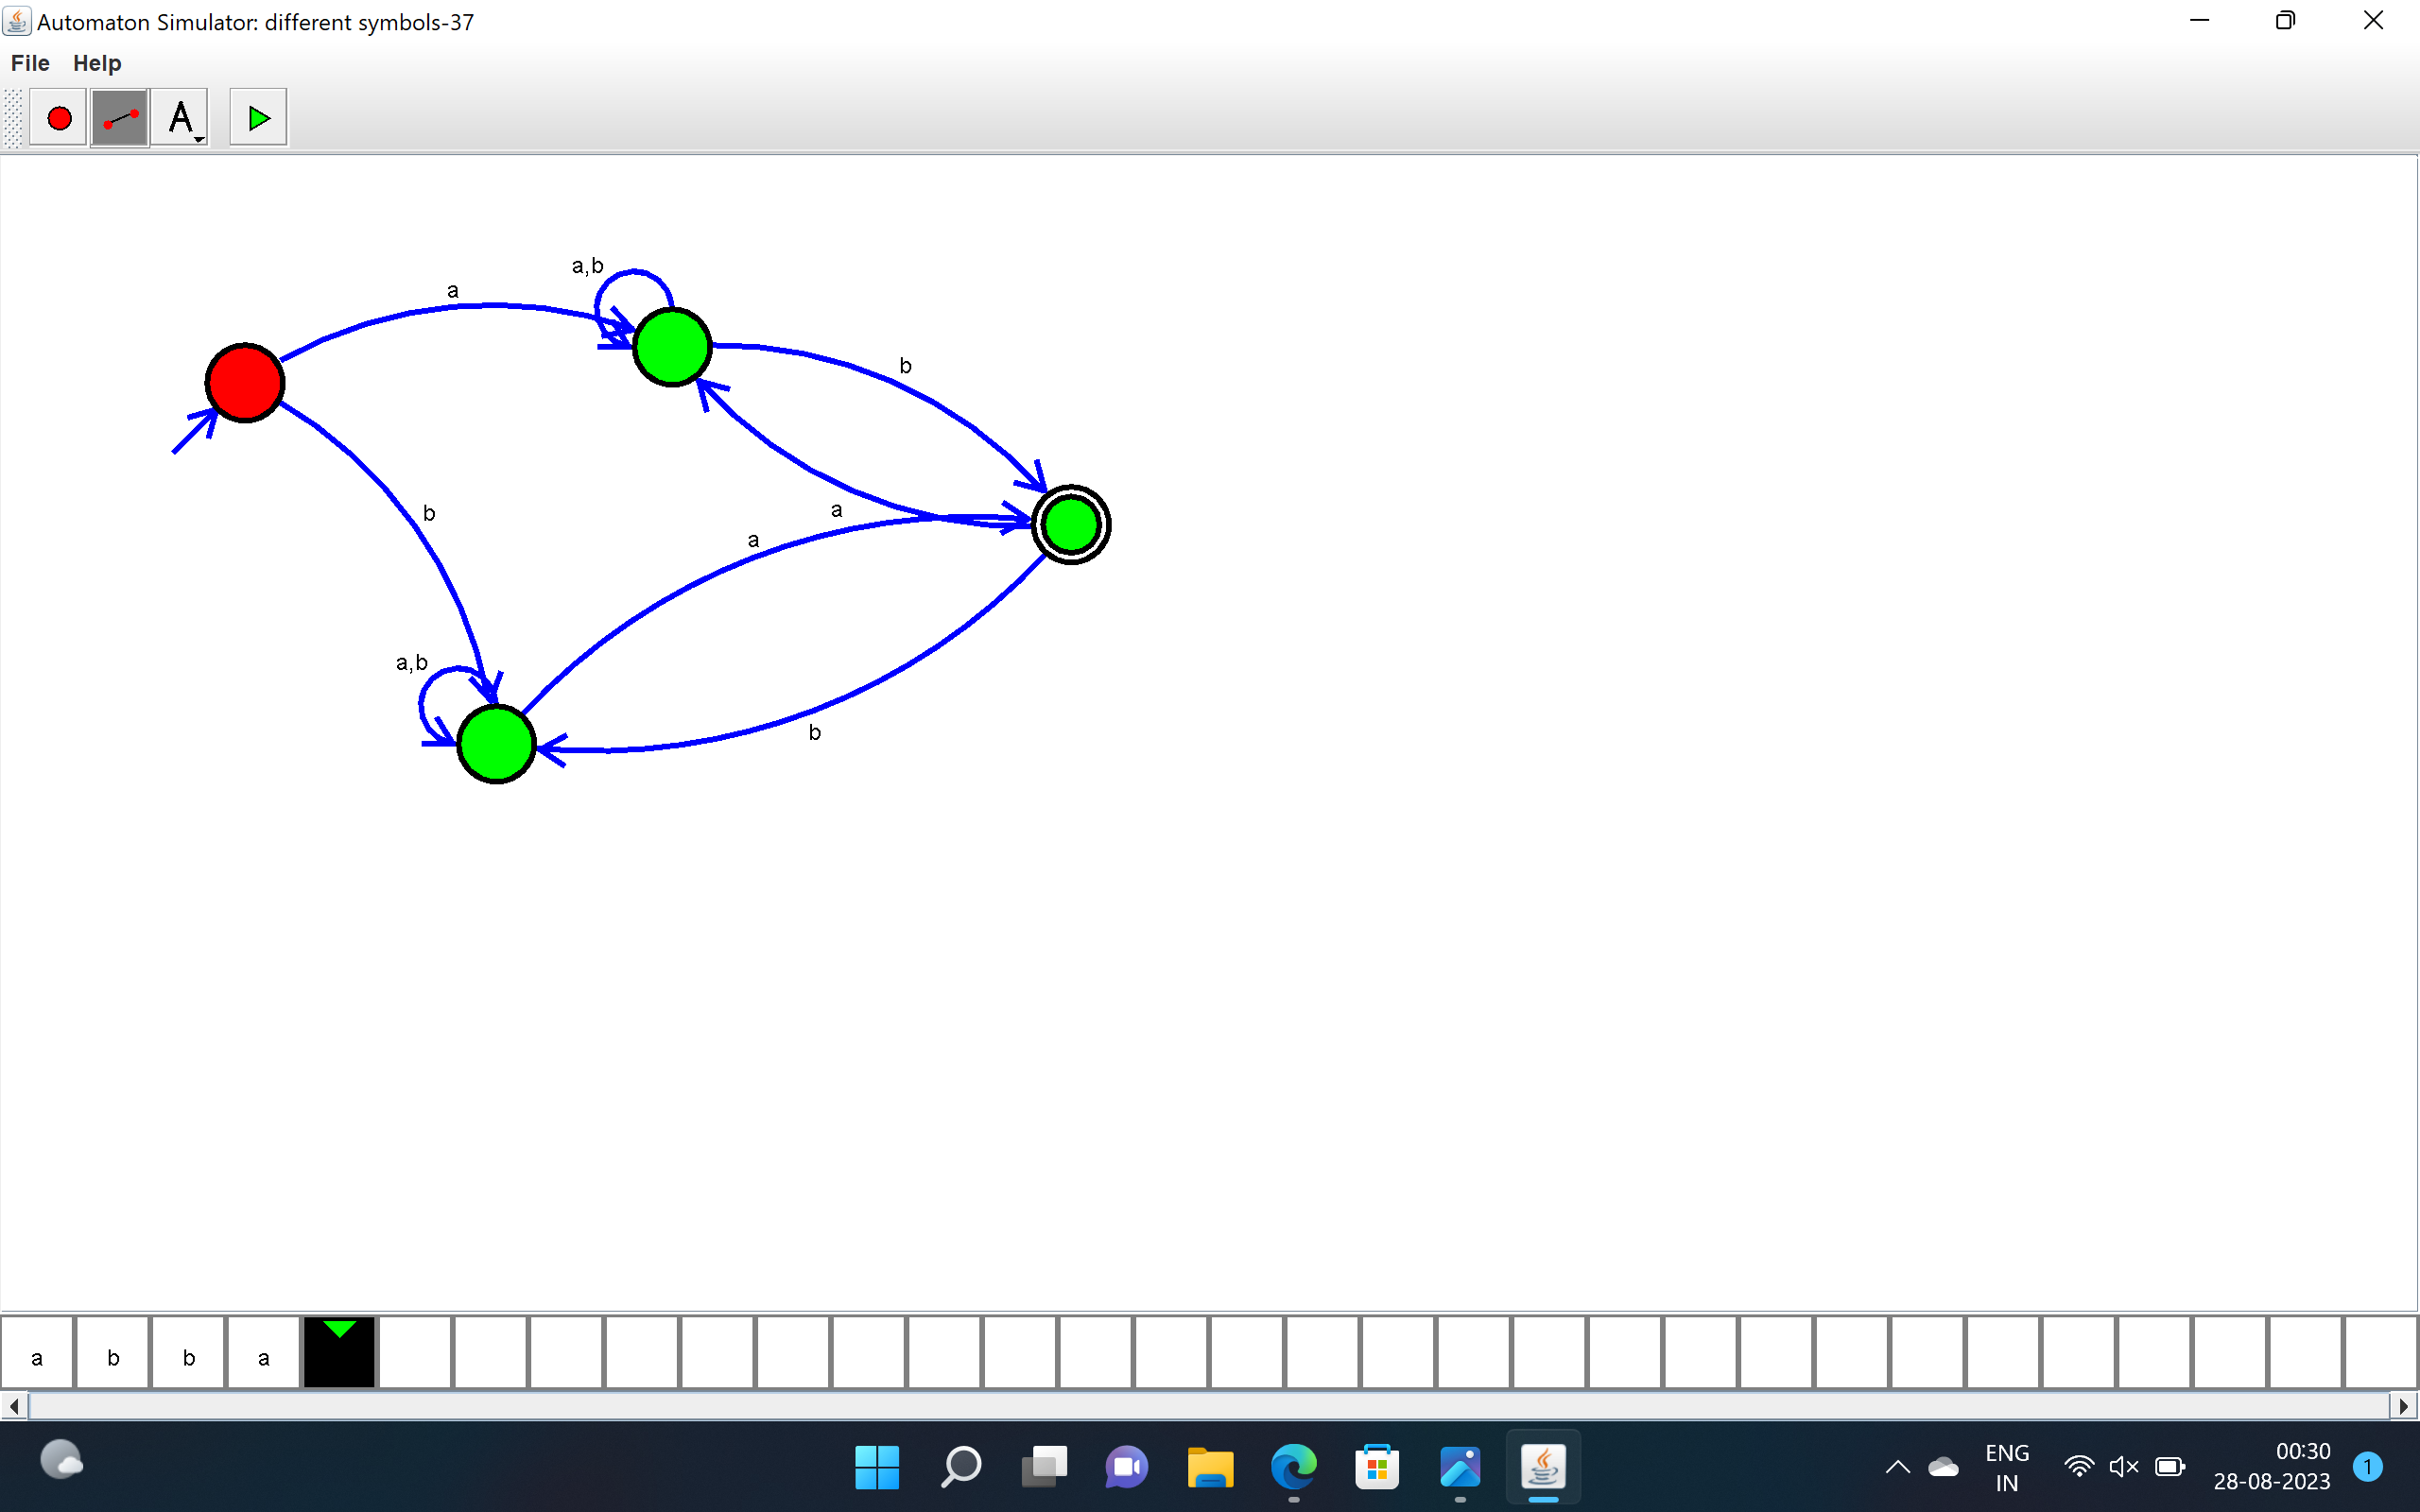 Automaton Simulator: different symbols-37
File Help
A
a,b
a
b
b
a
a
a,b
b
a b b a
ENG 00:30
IN 28-08-2023 1